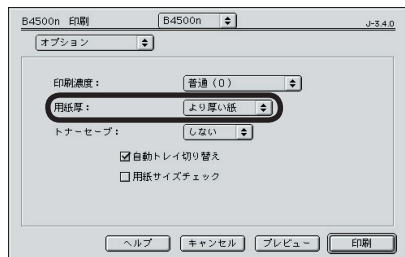 B4500n 印刷 B4500n J-3.4.0
オプション
印刷濃度： 普通（0）
用紙厚： より厚い紙
トナーセーブ： しない
自動トレイ切り替え
用紙サイズチェック
ヘルプ キャンセル プレビュー 印刷